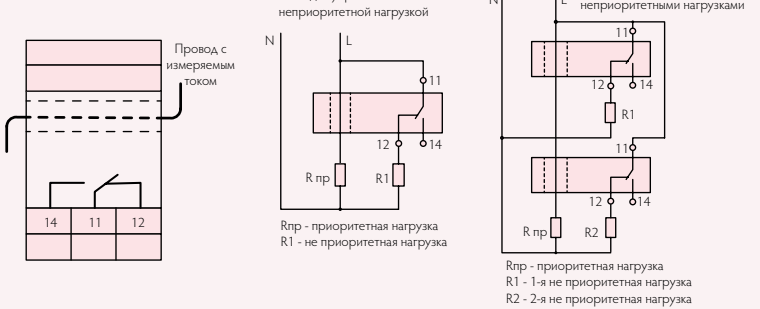 Провод с
измеряемым
током
14 11 12
неприоритетной нагрузкой
N L
11
12 14
R пр R1
Rпр - приоритетная нагрузка
R1 - не приоритетная нагрузка
неприоритетными нагрузками
11
12 14
R1
11
12 14
R пр R2
Rпр - приоритетная нагрузка
R1 - 1-я не приоритетная нагрузка
R2 - 2-я не приоритетная нагрузка